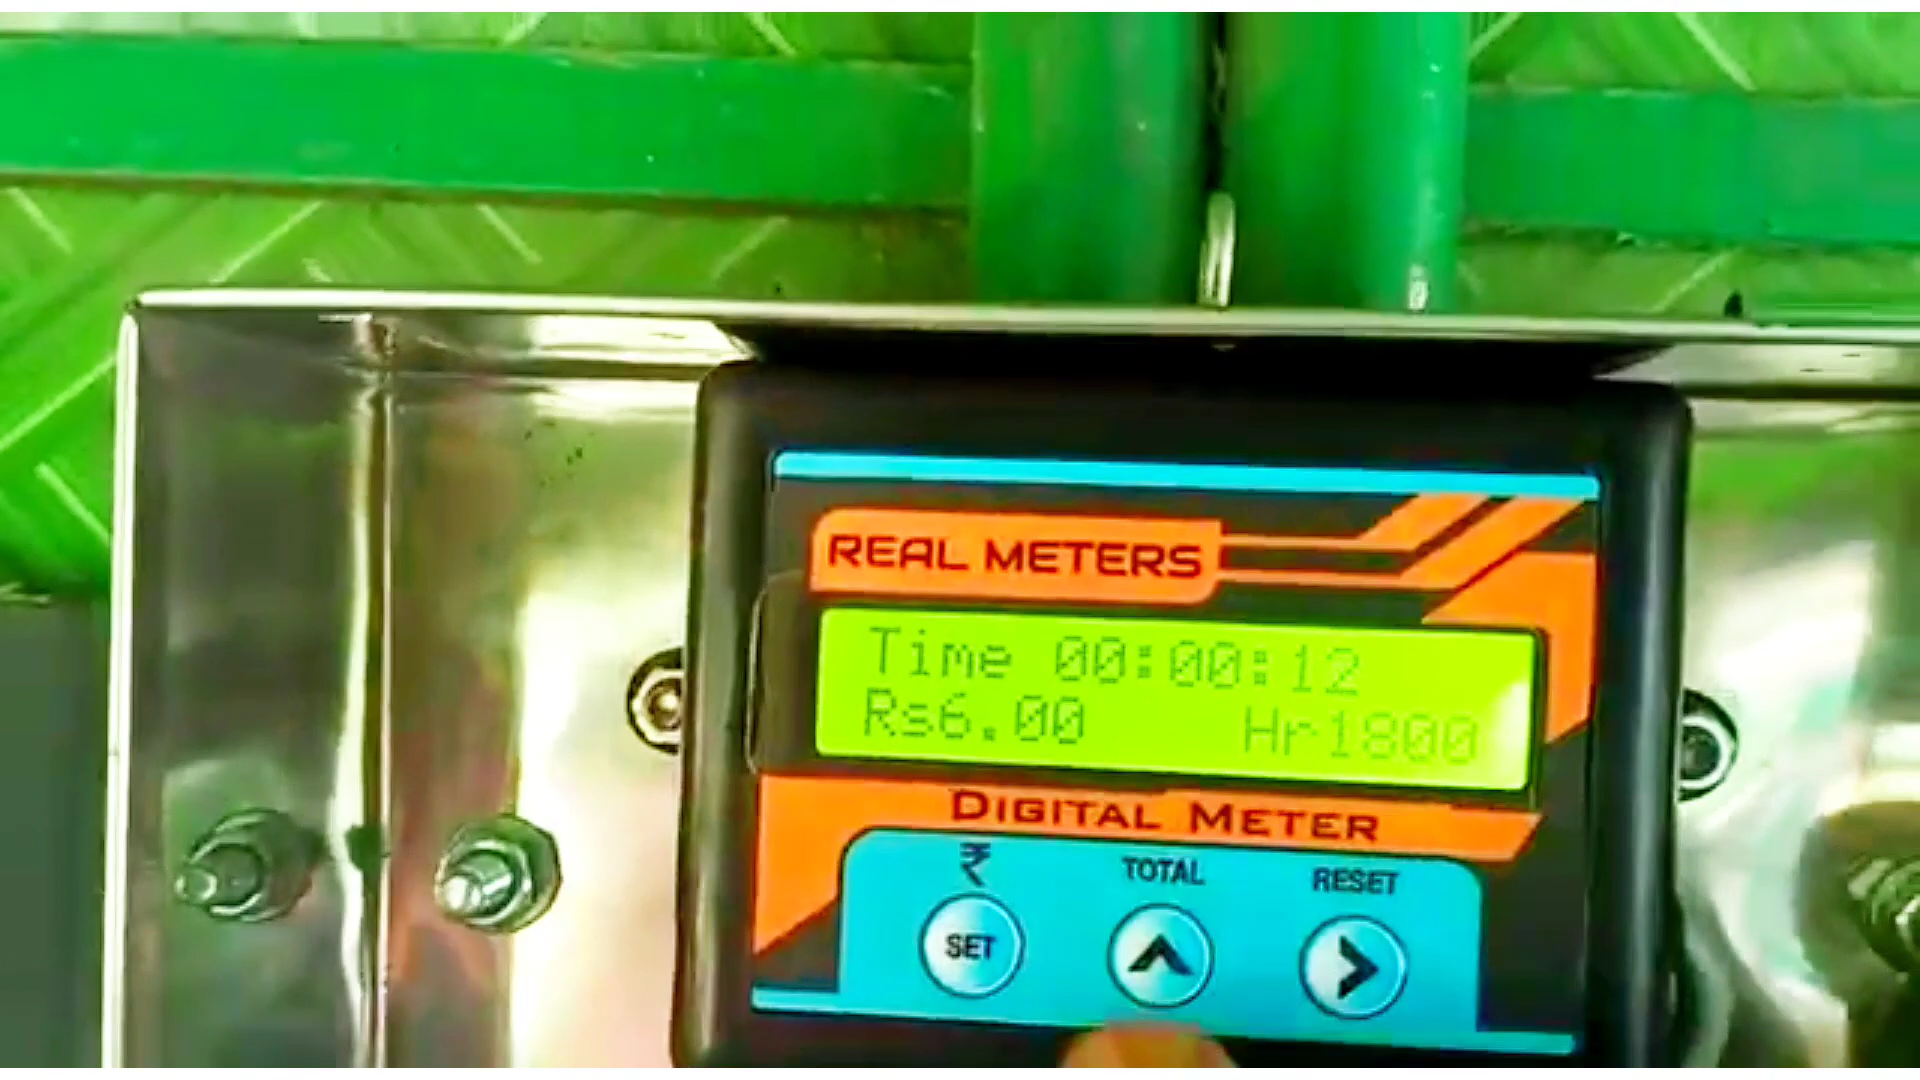 REAL METERS
Time 00:00:12
Rs6.00 Hr1800
DIGITAL METER
₹ TOTAL RESET
SET